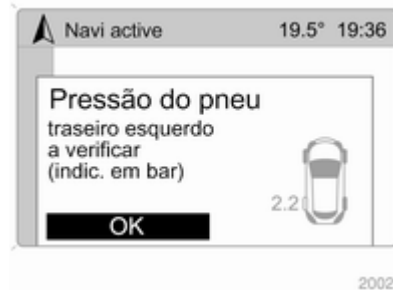 Navi active 19.5° 19:36
Pressão do pneu
traseiro esquerdo
a verificar
(indic. em bar)
2.2
OK
2002